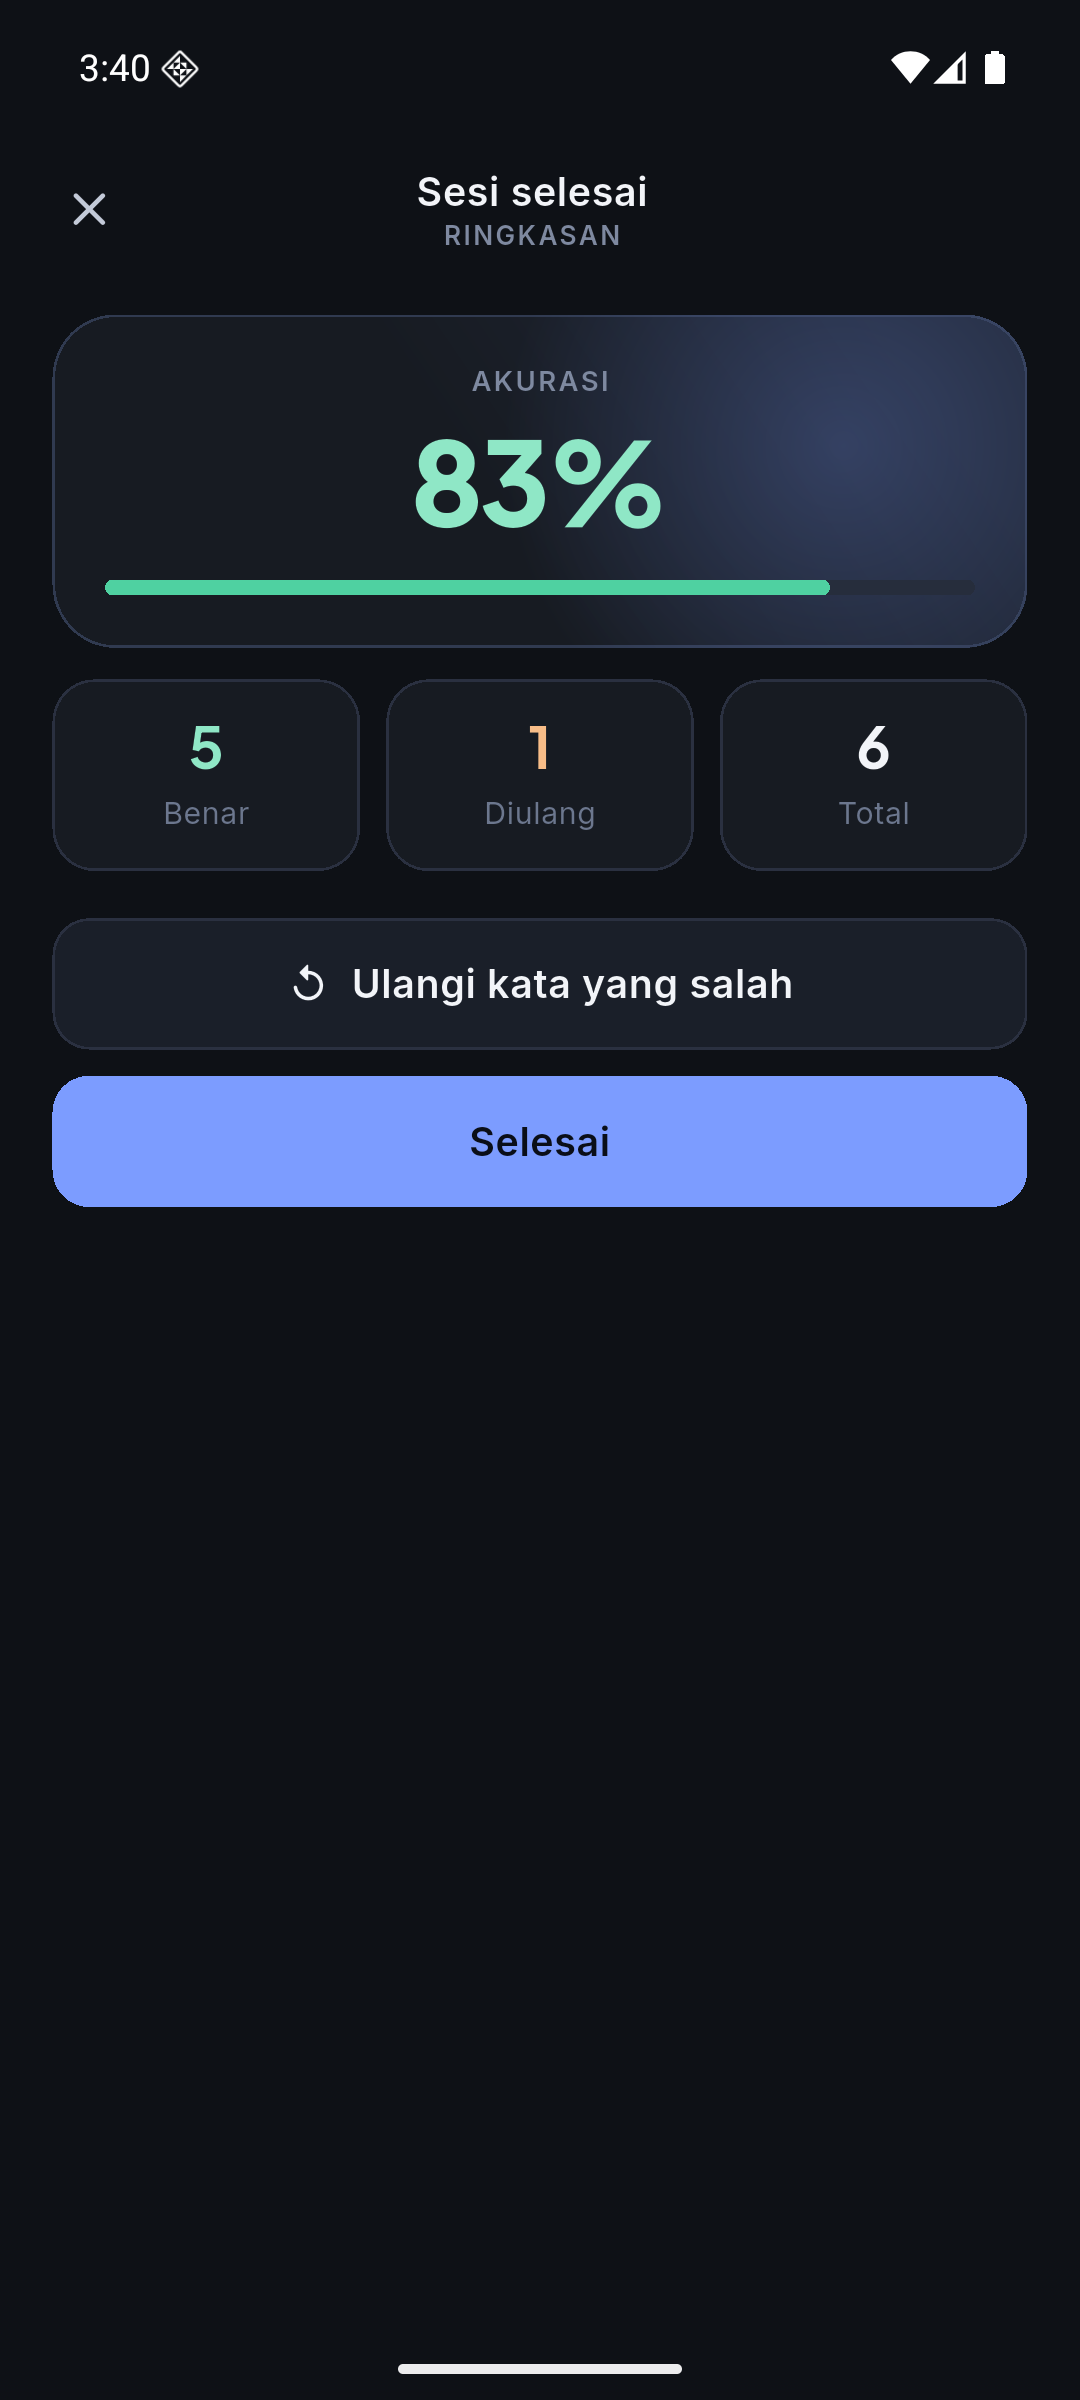 3:40
Sesi selesai
RINGKASAN
AKURASI
83%
5
Benar
1
Diulang
6
Total
Ulangi kata yang salah
Selesai